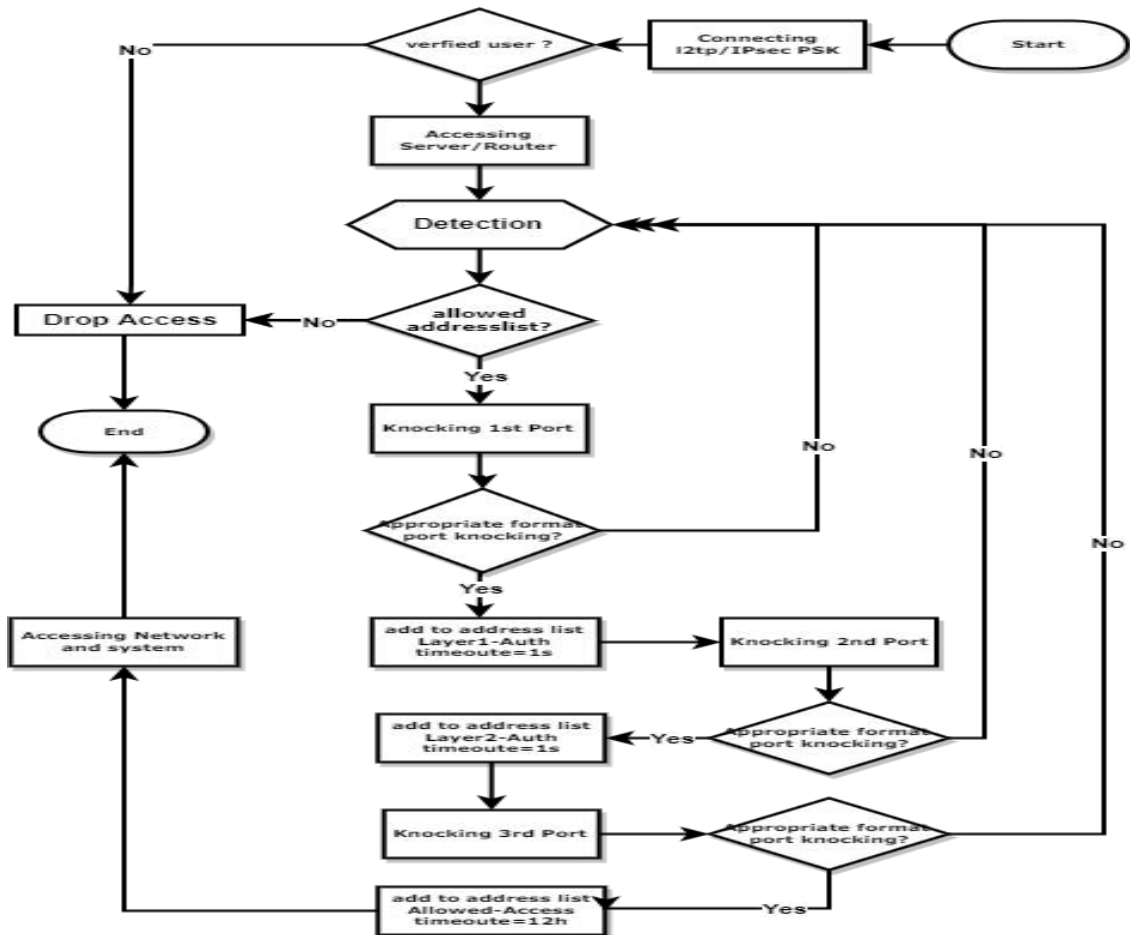 Start
Connecting
l2tp/IPsec PSK
verfied user ?
No
Accessing
Server/Router
Detection
allowed
addresslist?
No
Drop Access
End
Yes
Knocking 1st Port
Appropriate format
port knocking?
No
Yes
add to address list
Layer1-Auth
timeoute=1s
Knocking 2nd Port
Appropriate format
port knocking?
No
Yes
add to address list
Layer2-Auth
timeoute=1s
Knocking 3rd Port
Appropriate format
port knocking?
No
Yes
add to address list
Allowed-Access
timeoute=12h
Accessing Network
and system